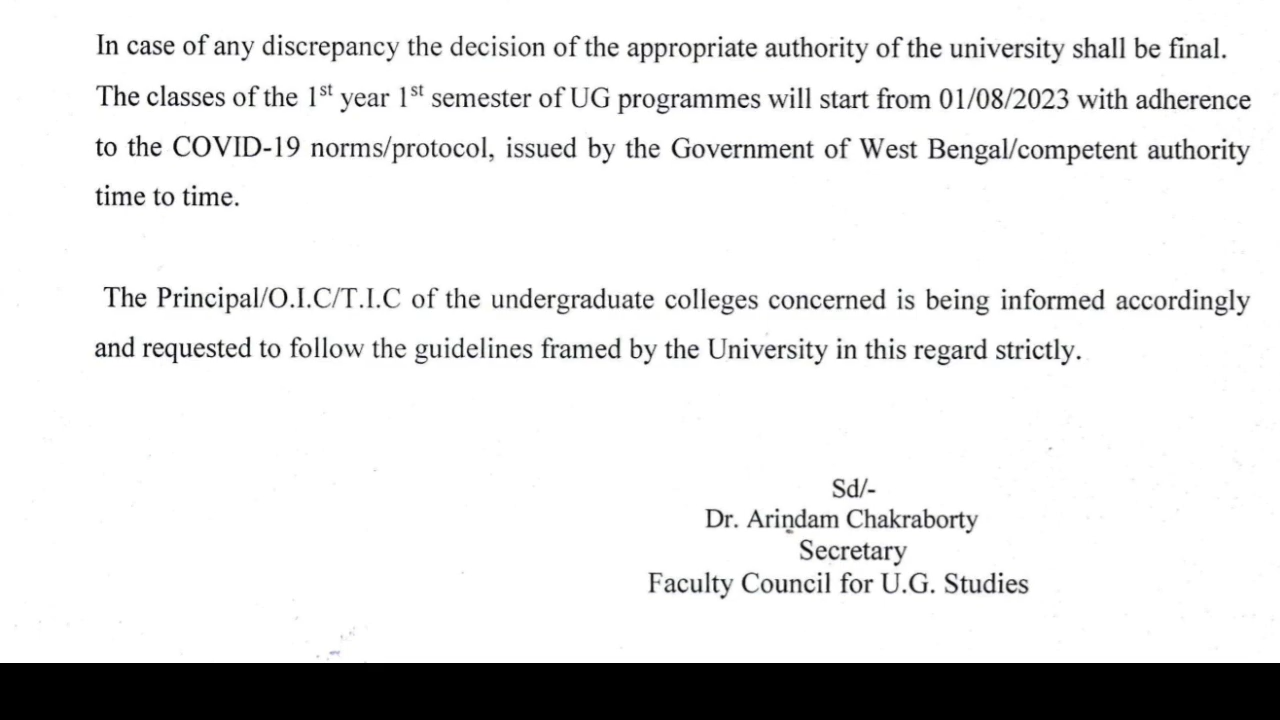 In case of any discrepancy the decision of the appropriate authority of the university shall be final.
The classes of the 1st year 1st semester of UG programmes will start from 01/08/2023 with adherence
to the COVID-19 norms/protocol, issued by the Government of West Bengal/competent authority
time to time.
The Principal/O.I.C/T.I.C of the undergraduate colleges concerned is being informed accordingly
and requested to follow the guidelines framed by the University in this regard strictly.
Sd/-
Dr. Arindam Chakraborty
Secretary
Faculty Council for U.G. Studies